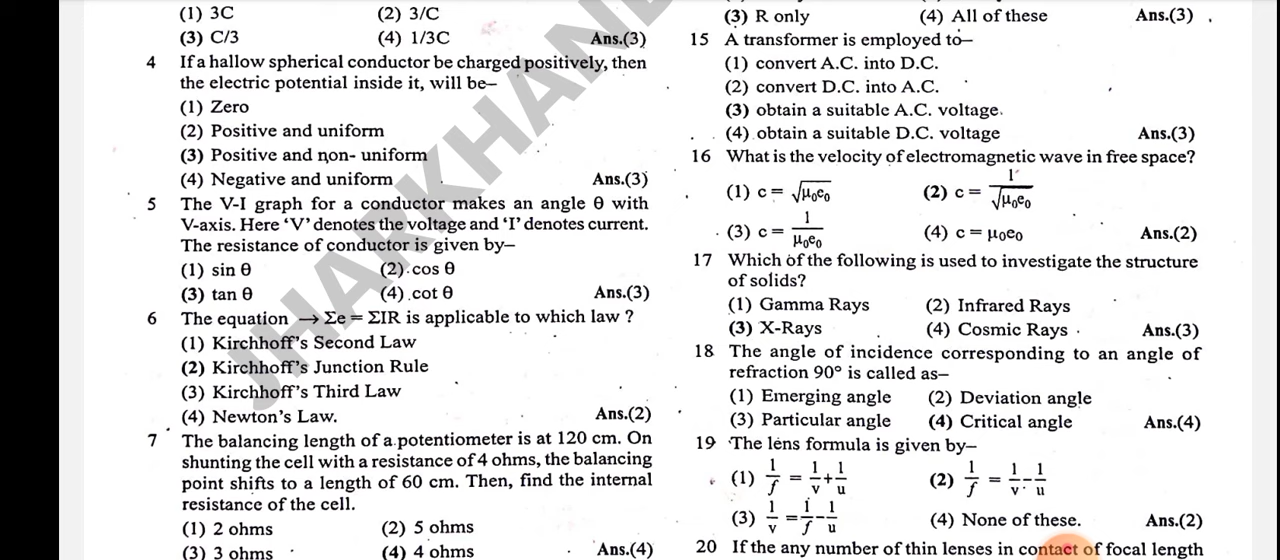 (1) 3C (2) 3/C
(3) C/3 (4) 1/3C Ans.(3)
4 If a hallow spherical conductor be charged positively, then
the electric potential inside it, will be–
(1) Zero
(2) Positive and uniform
(3) Positive and non- uniform
(4) Negative and uniform Ans.(3)
5 The V-I graph for a conductor makes an angle θ with
V-axis. Here ‘V’ denotes the voltage and ‘I’ denotes current.
The resistance of conductor is given by–
(1) sin θ (2) cos θ
(3) tan θ (4) cot θ Ans.(3)
6 The equation → Σe = ΣIR is applicable to which law ?
(1) Kirchhoff’s Second Law
(2) Kirchhoff’s Junction Rule
(3) Kirchhoff’s Third Law
(4) Newton’s Law. Ans.(2)
7 The balancing length of a potentiometer is at 120 cm. On
shunting the cell with a resistance of 4 ohms, the balancing
point shifts to a length of 60 cm. Then, find the internal
resistance of the cell.
(1) 2 ohms (2) 5 ohms
(3) 3 ohms (4) 4 ohms Ans.(4)
(3) R only (4) All of these Ans.(3)
15 A transformer is employed to–
(1) convert A.C. into D.C.
(2) convert D.C. into A.C.
(3) obtain a suitable A.C. voltage.
(4) obtain a suitable D.C. voltage Ans.(3)
16 What is the velocity of electromagnetic wave in free space?
(1) c = √μ₀e₀ (2) c = 1/√μ₀e₀
(3) c = 1/μ₀e₀ (4) c = μ₀e₀ Ans.(2)
17 Which of the following is used to investigate the structure
of solids?
(1) Gamma Rays (2) Infrared Rays
(3) X-Rays (4) Cosmic Rays Ans.(3)
18 The angle of incidence corresponding to an angle of
refraction 90° is called as–
(1) Emerging angle (2) Deviation angle
(3) Particular angle (4) Critical angle Ans.(4)
19 The lens formula is given by–
(1) 1/f = 1/v + 1/u (2) 1/f = 1/v - 1/u
(3) 1/v = 1/f - 1/u (4) None of these. Ans.(2)
20 If the any number of thin lenses in contact of focal length
JHARKHAND